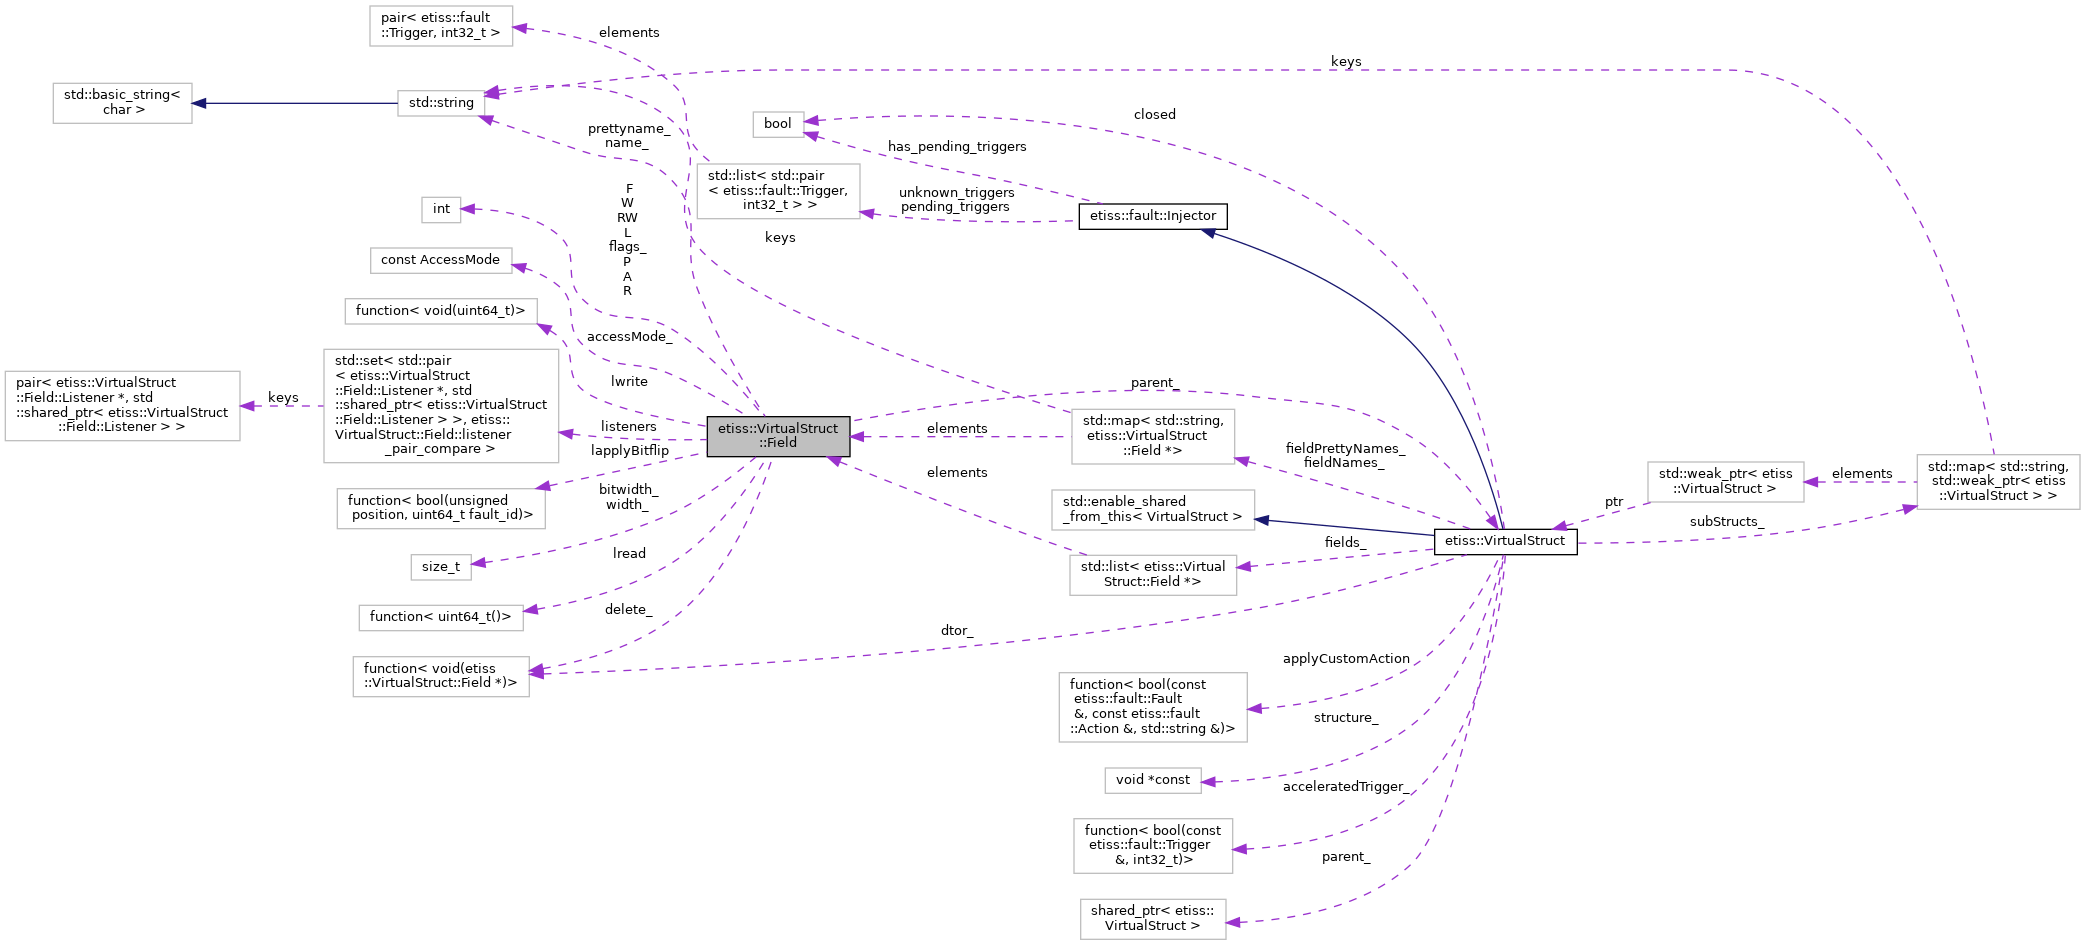 pair< etiss::fault
::Trigger, int32_t >
elements
keys
std::basic_string<
char >
std::string
bool
closed
prettyname_
name_
has_pending_triggers
std::list< std::pair
< etiss::fault::Trigger,
int32_t > >
unknown_triggers
pending_triggers
etiss::fault::Injector
int
F
W
RW
L
flags_
P
A
R
keys
const AccessMode
function< void(uint64_t)>
accessMode_
lwrite
pair< etiss::VirtualStruct
::Field::Listener *, std
::shared_ptr< etiss::VirtualStruct
::Field::Listener > >
keys
std::set< std::pair
< etiss::VirtualStruct
::Field::Listener *, std
::shared_ptr< etiss::VirtualStruct
::Field::Listener > >, etiss::
VirtualStruct::Field::listener
_pair_compare >
listeners
etiss::VirtualStruct
::Field
parent_
elements
std::map< std::string,
etiss::VirtualStruct
::Field *>
fieldPrettyNames_
fieldNames_
lapplyBitflip
function< bool(unsigned
position, uint64_t fault_id)>
bitwidth_
width_
elements
std::enable_shared
_from_this< VirtualStruct >
std::weak_ptr< etiss
::VirtualStruct >
elements
std::map< std::string,
std::weak_ptr< etiss
::VirtualStruct > >
ptr
subStructs_
etiss::VirtualStruct
fields_
std::list< etiss::Virtual
Struct::Field *>
size_t
lread
function< uint64_t()>
delete_
dtor_
function< void(etiss
::VirtualStruct::Field *)>
applyCustomAction
function< bool(const
etiss::fault::Fault
&, const etiss::fault
::Action &, std::string &)>
structure_
void *const
acceleratedTrigger_
function< bool(const
etiss::fault::Trigger
&, int32_t)>
parent_
shared_ptr< etiss::
VirtualStruct >